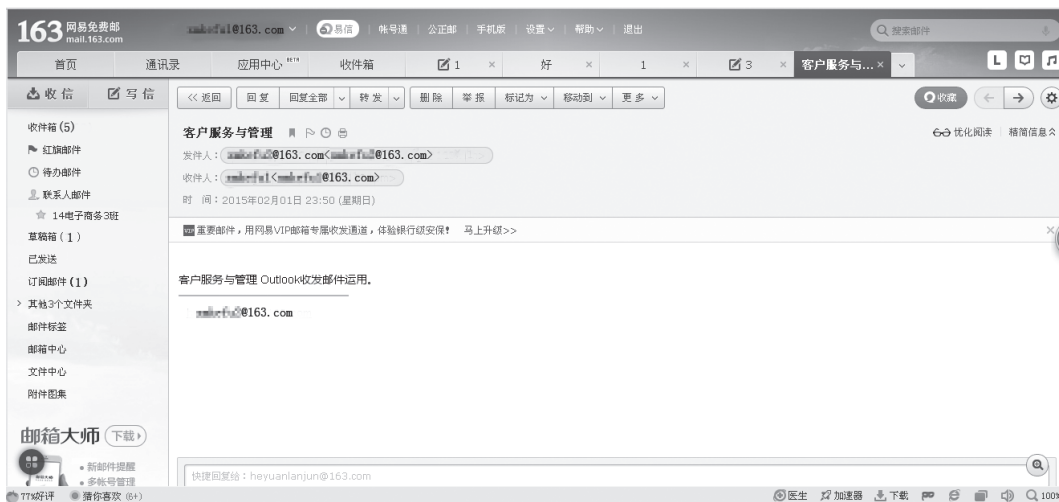 163 网易免费邮
mail.163.com
@163.com 易信 帐号通 公正邮 手机版 设置 帮助 退出
搜索邮件
首页 通讯录 应用中心 BETA 收件箱 1 × 好 × 1 × 3 × 客户服务与... ×
收信 写信
<< 返回 回复 回复全部 转发 删除 举报 标记为 移动到 更多 收藏
收件箱 (5)
红旗邮件
待办邮件
联系人邮件
14电子商务3班
草稿箱 (1)
已发送
订阅邮件 (1)
其他3个文件夹
邮件标签
邮箱中心
文件中心
附件图集
邮箱大师 下载
新邮件提醒
多帐号管理
客户服务与管理
优化阅读 精简信息
发件人: @163.com< @163.com>
收件人: < @163.com>
时 间: 2015年02月01日 23:50 (星期日)
VIP 重要邮件,用网易VIP邮箱专属收发通道,体验银行级安保! 马上升级>> ×
客户服务与管理 Outlook收发邮件运用。
@163.com
快捷回复给: heyuanlanjun@163.com
77%好评 猜你喜欢 (6+) 医生 加速器 下载 100%